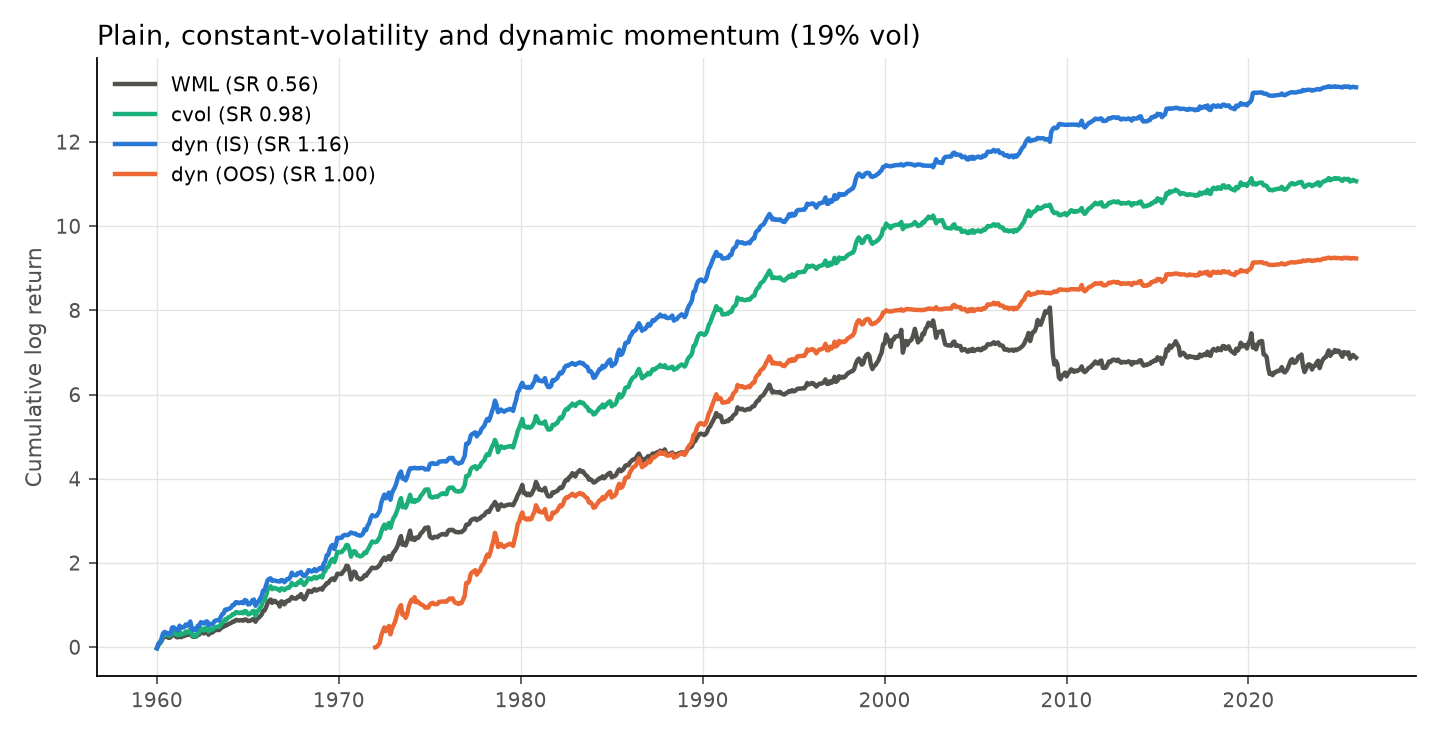 Plain, constant-volatility and dynamic momentum (19% vol)
WML (SR 0.56)
cvol (SR 0.98)
dyn (IS) (SR 1.16)
dyn (OOS) (SR 1.00)
Cumulative log return
12
10
8
6
4
2
0
1960 1970 1980 1990 2000 2010 2020